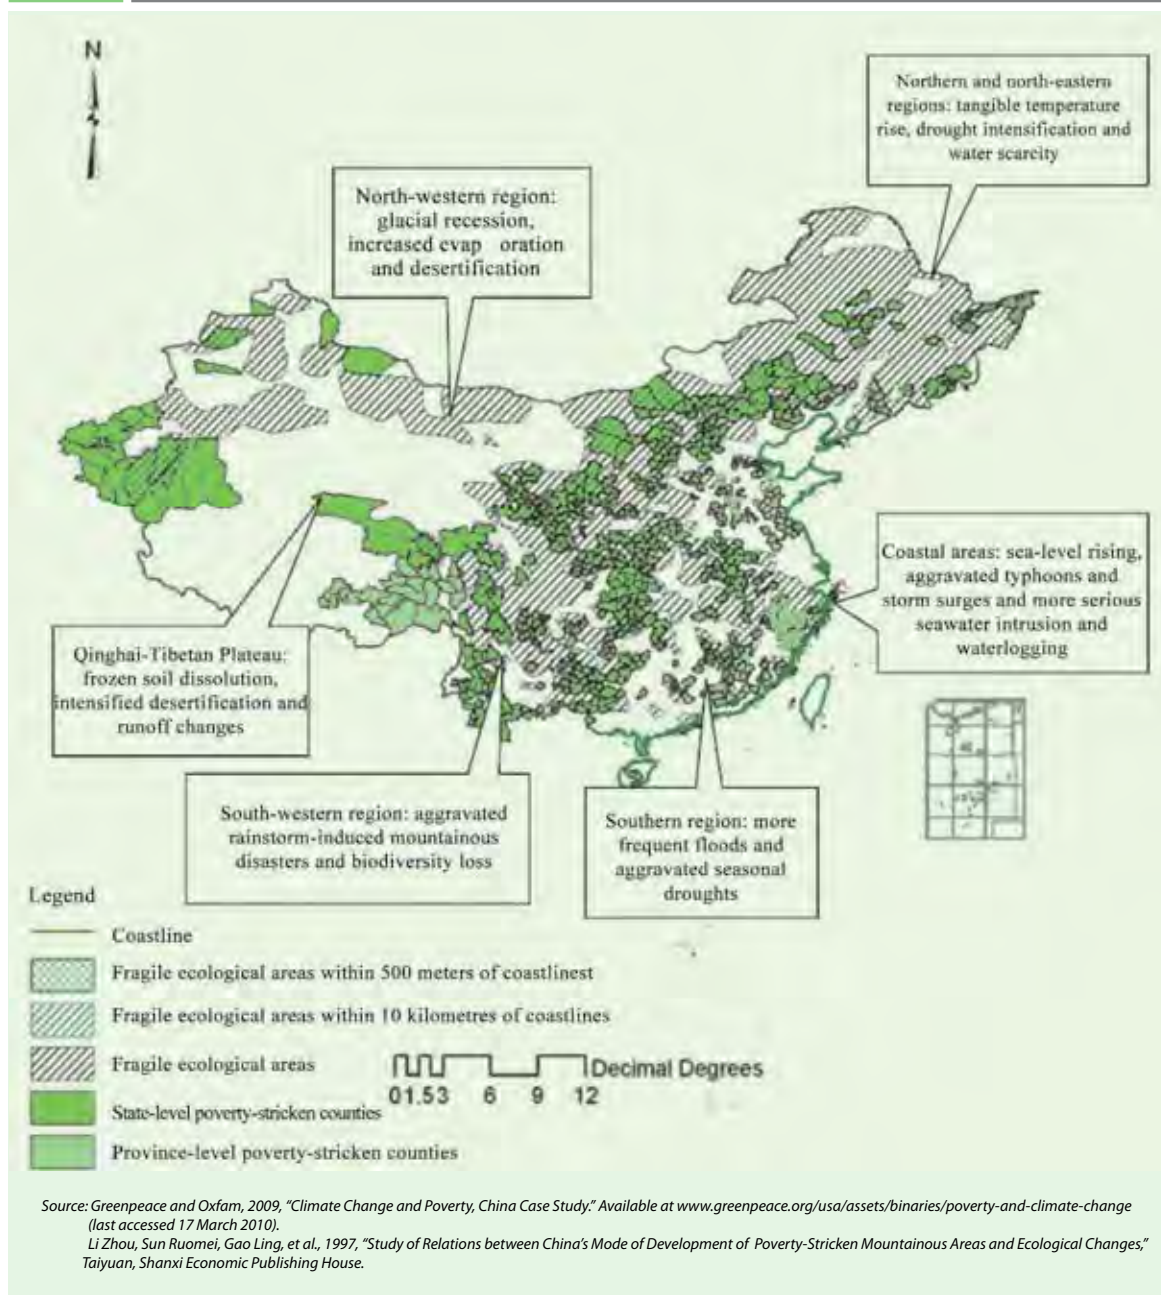 N
Northern and north-eastern
regions: tangible temperature
rise, drought intensification and
water scarcity
North-western region:
glacial recession,
increased evap oration
and desertification
Coastal areas: sea-level rising,
aggravated typhoons and
storm surges and more serious
seawater intrusion and
waterlogging
Qinghai-Tibetan Plateau:
frozen soil dissolution,
intensified desertification and
runoff changes
South-western region: aggravated
rainstorm-induced mountainous
disasters and biodiversity loss
Southern region: more
frequent floods and
aggravated seasonal
droughts
Legend
Coastline
Fragile ecological areas within 500 meters of coastlinest
Fragile ecological areas within 10 kilometres of coastlines
Fragile ecological areas
State-level poverty-stricken counties
Province-level poverty-stricken counties
Decimal Degrees
01.53 6 9 12
Source: Greenpeace and Oxfam, 2009, “Climate Change and Poverty, China Case Study.” Available at www.greenpeace.org/usa/assets/binaries/poverty-and-climate-change
(last accessed 17 March 2010).
Li Zhou, Sun Ruomei, Gao Ling, et al., 1997, “Study of Relations between China’s Mode of Development of Poverty-Stricken Mountainous Areas and Ecological Changes,”
Taiyuan, Shanxi Economic Publishing House.